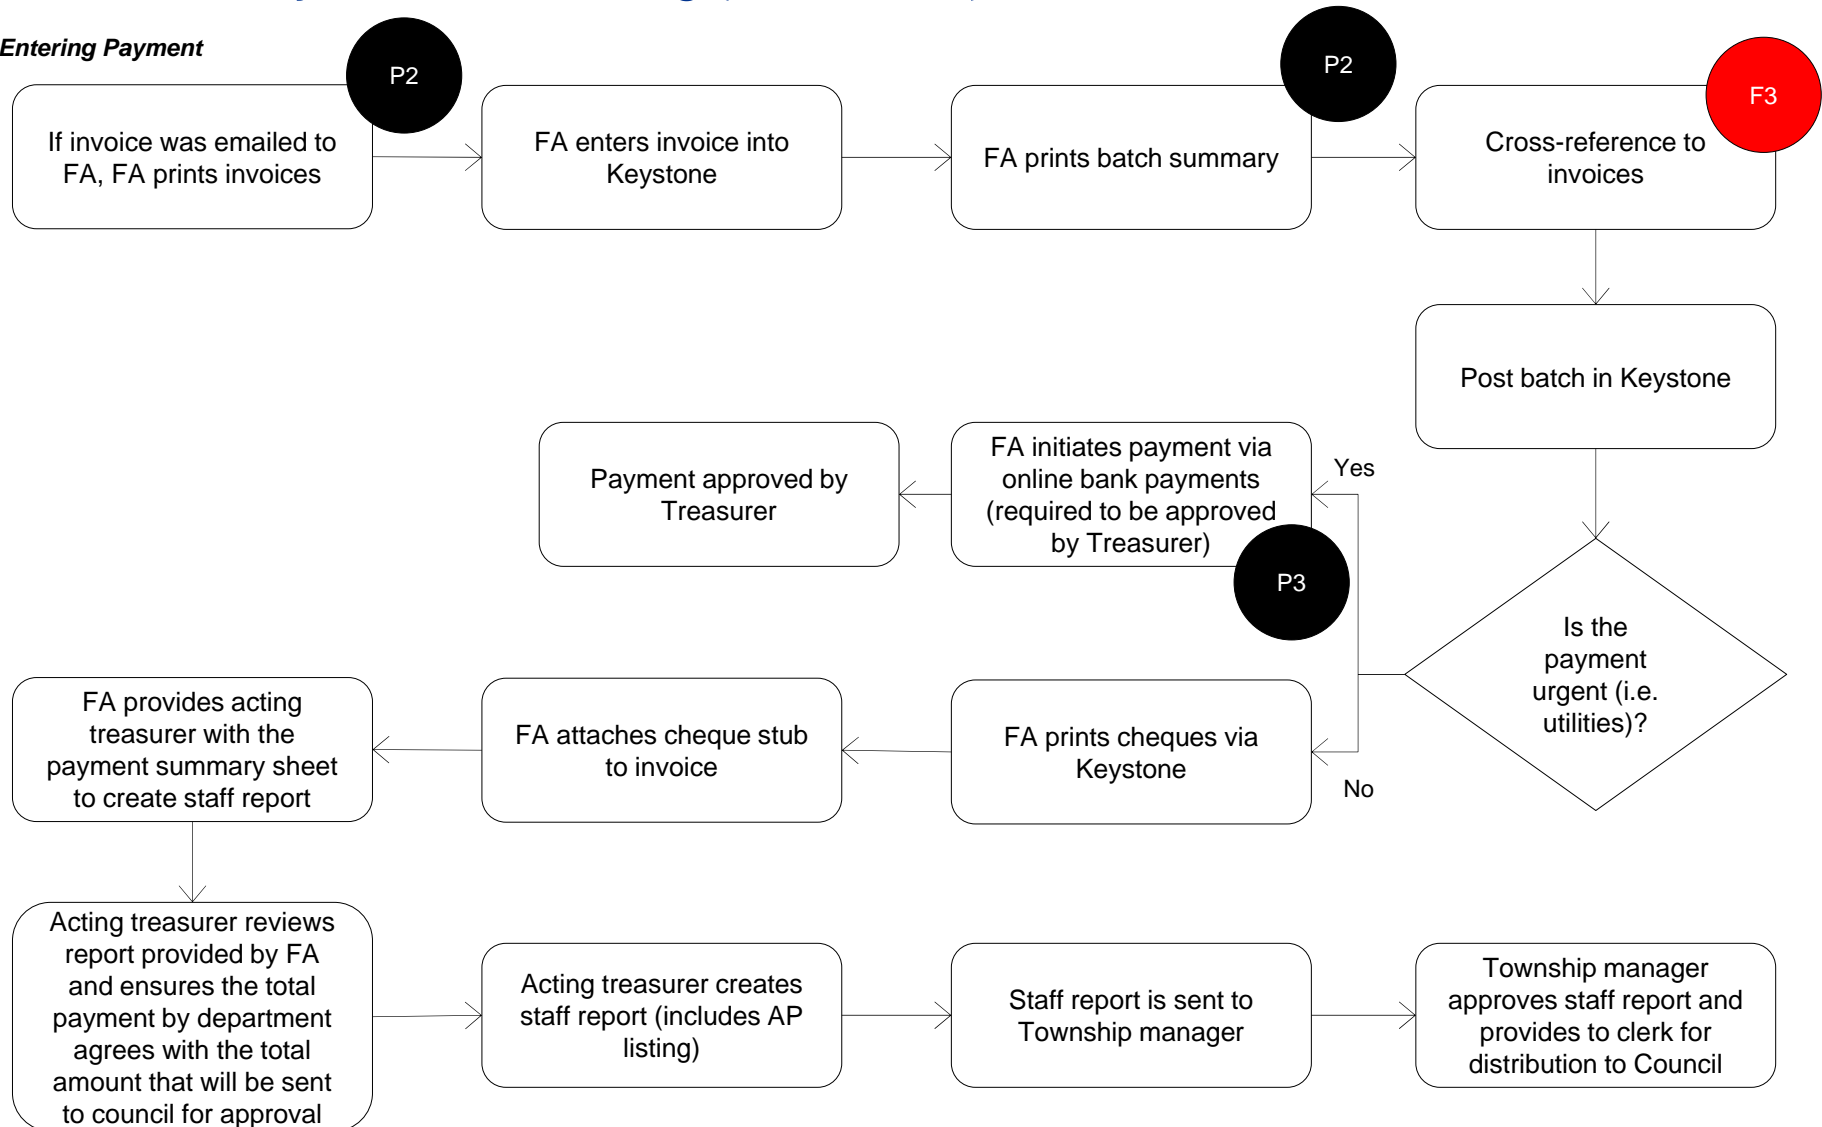 Entering Payment
P2
If invoice was emailed to
FA, FA prints invoices
FA enters invoice into
Keystone
P2
FA prints batch summary
F3
Cross-reference to
invoices
Post batch in Keystone
Is the
payment
urgent (i.e.
utilities)?
Yes
FA initiates payment via
online bank payments
(required to be approved
by Treasurer)
P3
Payment approved by
Treasurer
No
FA prints cheques via
Keystone
FA attaches cheque stub
to invoice
FA provides acting
treasurer with the
payment summary sheet
to create staff report
Acting treasurer reviews
report provided by FA
and ensures the total
payment by department
agrees with the total
amount that will be sent
to council for approval
Acting treasurer creates
staff report (includes AP
listing)
Staff report is sent to
Township manager
Township manager
approves staff report and
provides to clerk for
distribution to Council